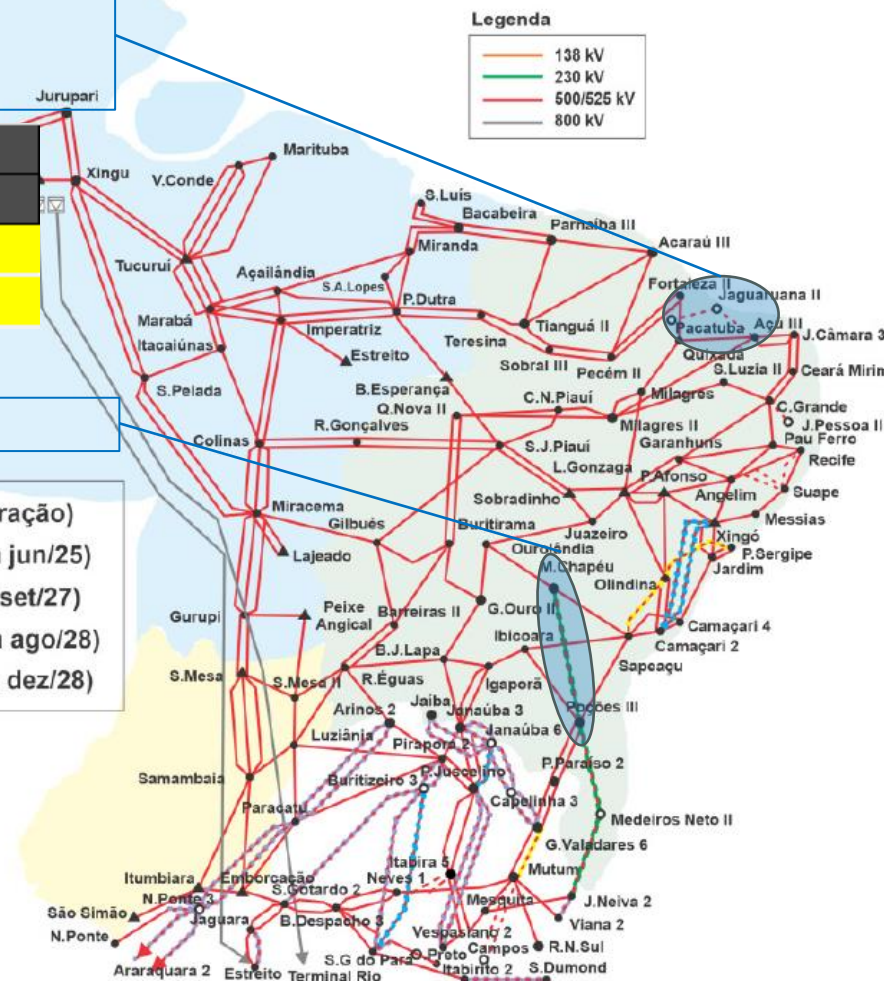 Legenda
138 kV
230 kV
500/525 kV
800 kV
Jurupari
Xingu
V.Conde
Marituba
S.Luís
Bacabeira
Parnaíba III
Miranda
Acaraú III
Tucuruí
Açailândia
S.A.Lopes
P.Dutra
Fortaleza II
Jaguaruana II
Marabá
Imperatriz
Teresina
Tianguá II
Pacatuba
Açu III
J.Câmara 3
Itacaiúnas
Estreito
Sobral III
Pecém II
Quixadá
S.Luzia II
Ceará Mirim
S.Pelada
B.Esperança
C.N.Piauí
Milagres
Q.Nova II
R.Gonçalves
Milagres II
C.Grande
J.Pessoa II
Colinas
S.J.Piauí
Garanhuns
Pau Ferro
L.Gonzaga
P.Afonso
Recife
Sobradinho
Angelim
Suape
ração)
Miracema
Gilbués
Buritirama
Juazeiro
Messias
jun/25)
Lajeado
Ourolândia
Xingó
P.Sergipe
M.Chapéu
Olindina
Jardim
set/27)
Gurupi
Peixe
Angical
Barreiras II
G.Ouro II
Ibicoara
Camaçari 4
ago/28)
Camaçari 2
B.J.Lapa
Sapeaçu
dez/28)
S.Mesa
S.Mesa II
R.Éguas
Igaporã
Arinos 2
Jaíba
Janaúba 3
Poções III
Luziânia
Pirapora 2
Janaúba 6
Samambaia
Buritizeiro 3
P.Juscelino
P.Paraíso 2
Paracatu
Capelinha 3
Medeiros Neto II
G.Valadares 6
Itabira 5
Mutum
Itumbiara
Emborcação
Neves 1
N.Ponte 3
S.Gotardo 2
Mesquita
J.Neiva 2
São Simão
Jaguara
B.Despacho 3
Viana 2
N.Ponte
Vespasiano 2
Campos
R.N.Sul
Araraquara 2
Estreito
Terminal Rio
S.G do Pará
O.Preto
Itabirito 2
S.Dumond